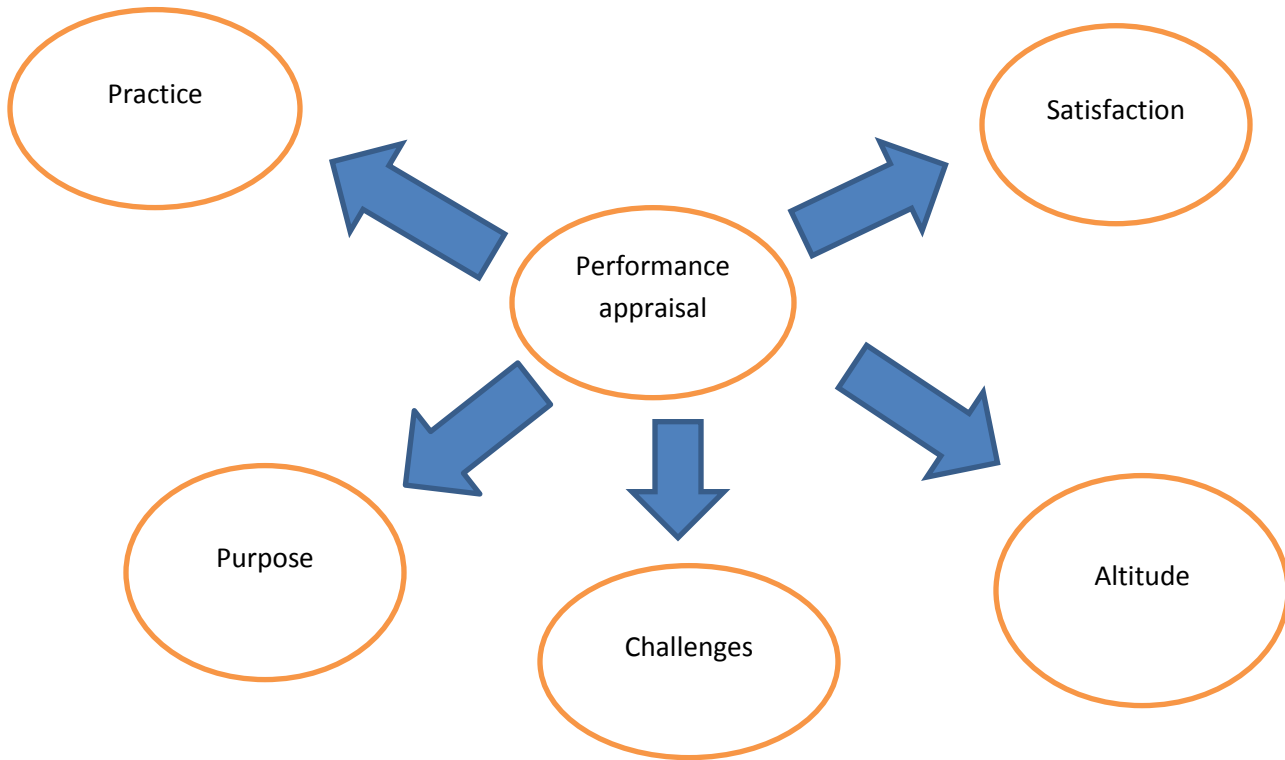 Practice
Satisfaction
Performance
appraisal
Purpose
Altitude
Challenges